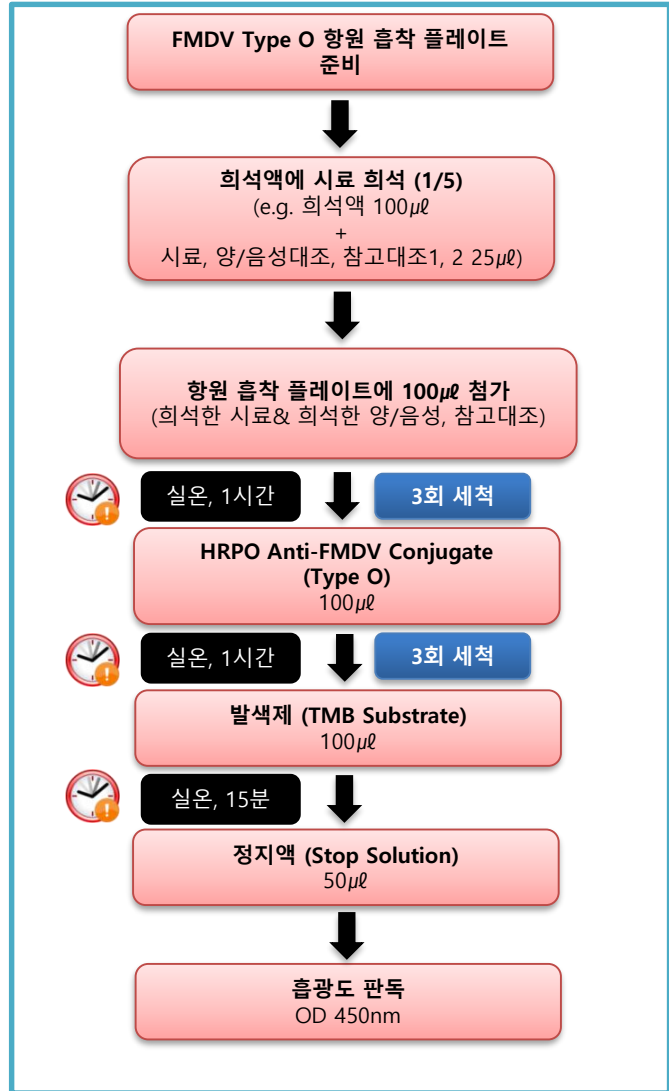 FMDV Type O 항원 흡착 플레이트
준비
희석액에 시료 희석 (1/5)
(e.g. 희석액 100㎕
+
시료, 양/음성대조, 참고대조1, 2 25㎕)
항원 흡착 플레이트에 100㎕ 첨가
(희석한 시료& 희석한 양/음성, 참고대조)
실온, 1시간
3회 세척
HRPO Anti-FMDV Conjugate
(Type O)
100㎕
실온, 1시간
3회 세척
발색제 (TMB Substrate)
100㎕
실온, 15분
정지액 (Stop Solution)
50㎕
흡광도 판독
OD 450nm